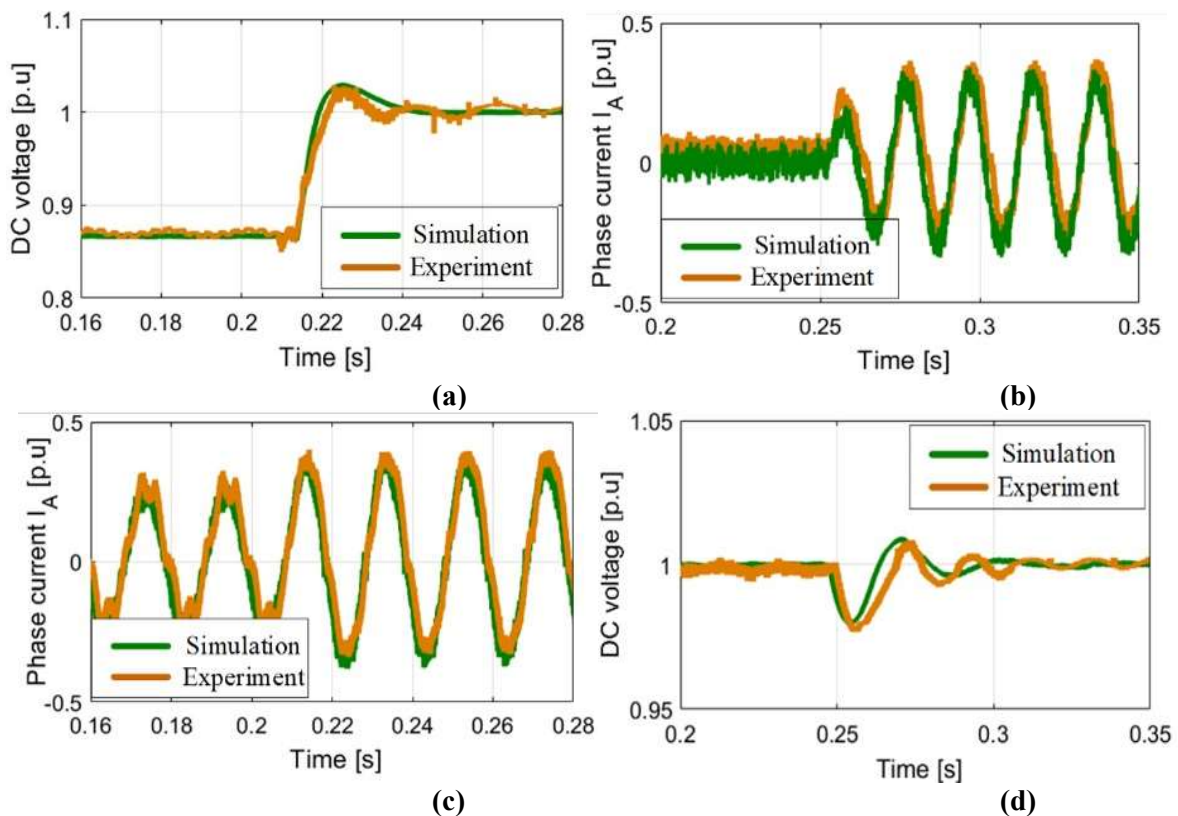 1.1
1
0.9
0.8
DC voltage [p.u]
Simulation
Experiment
0.16 0.18 0.2 0.22 0.24 0.26 0.28
Time [s]
(a)
0.5
0
-0.5
Phase current I_A [p.u]
Simulation
Experiment
0.2 0.25 0.3 0.35
Time [s]
(b)
0.5
0
-0.5
Phase current I_A [p.u]
Simulation
Experiment
0.16 0.18 0.2 0.22 0.24 0.26 0.28
Time [s]
(c)
1.05
1
0.95
DC voltage [p.u]
Simulation
Experiment
0.2 0.25 0.3 0.35
Time [s]
(d)